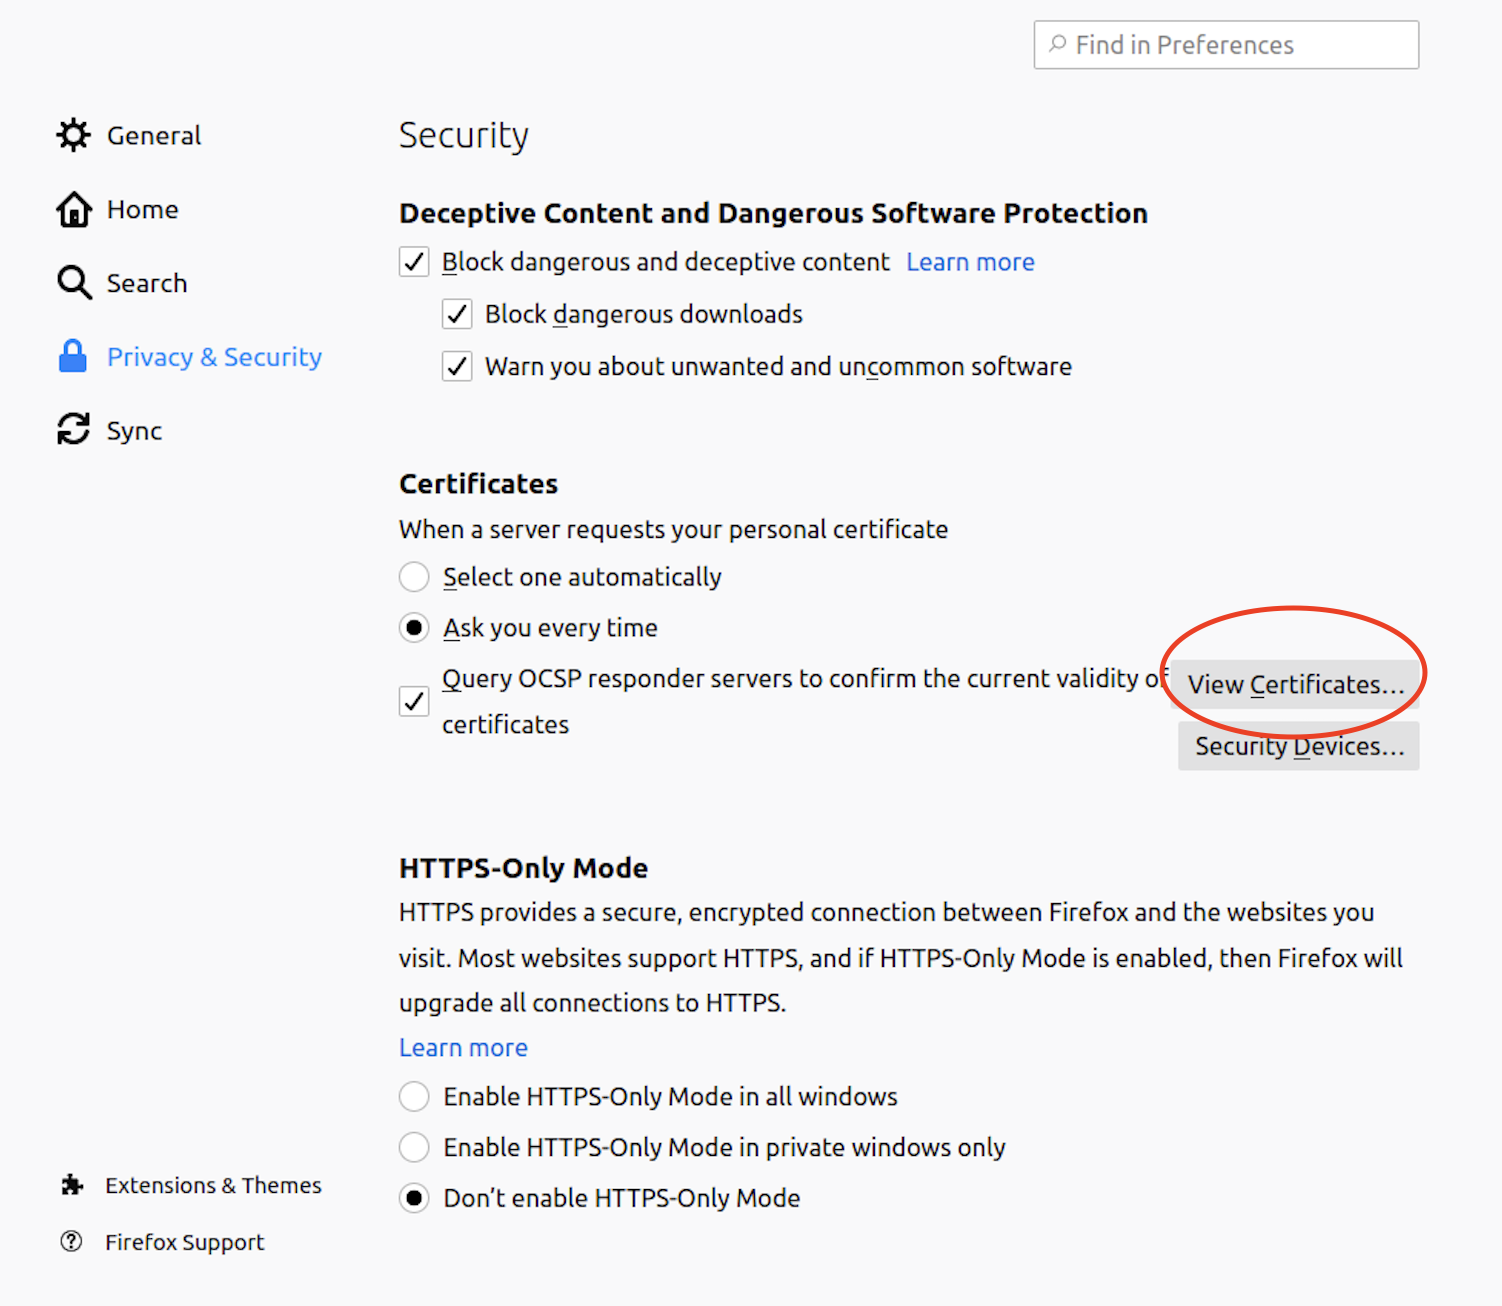 Find in Preferences
General
Home
Search
Privacy & Security
Sync
Security
Deceptive Content and Dangerous Software Protection
Block dangerous and deceptive content Learn more
Block dangerous downloads
Warn you about unwanted and uncommon software
Certificates
When a server requests your personal certificate
Select one automatically
Ask you every time
Query OCSP responder servers to confirm the current validity of
certificates
View Certificates...
Security Devices...
HTTPS-Only Mode
HTTPS provides a secure, encrypted connection between Firefox and the websites you
visit. Most websites support HTTPS, and if HTTPS-Only Mode is enabled, then Firefox will
upgrade all connections to HTTPS.
Learn more
Enable HTTPS-Only Mode in all windows
Enable HTTPS-Only Mode in private windows only
Don’t enable HTTPS-Only Mode
Extensions & Themes
Firefox Support